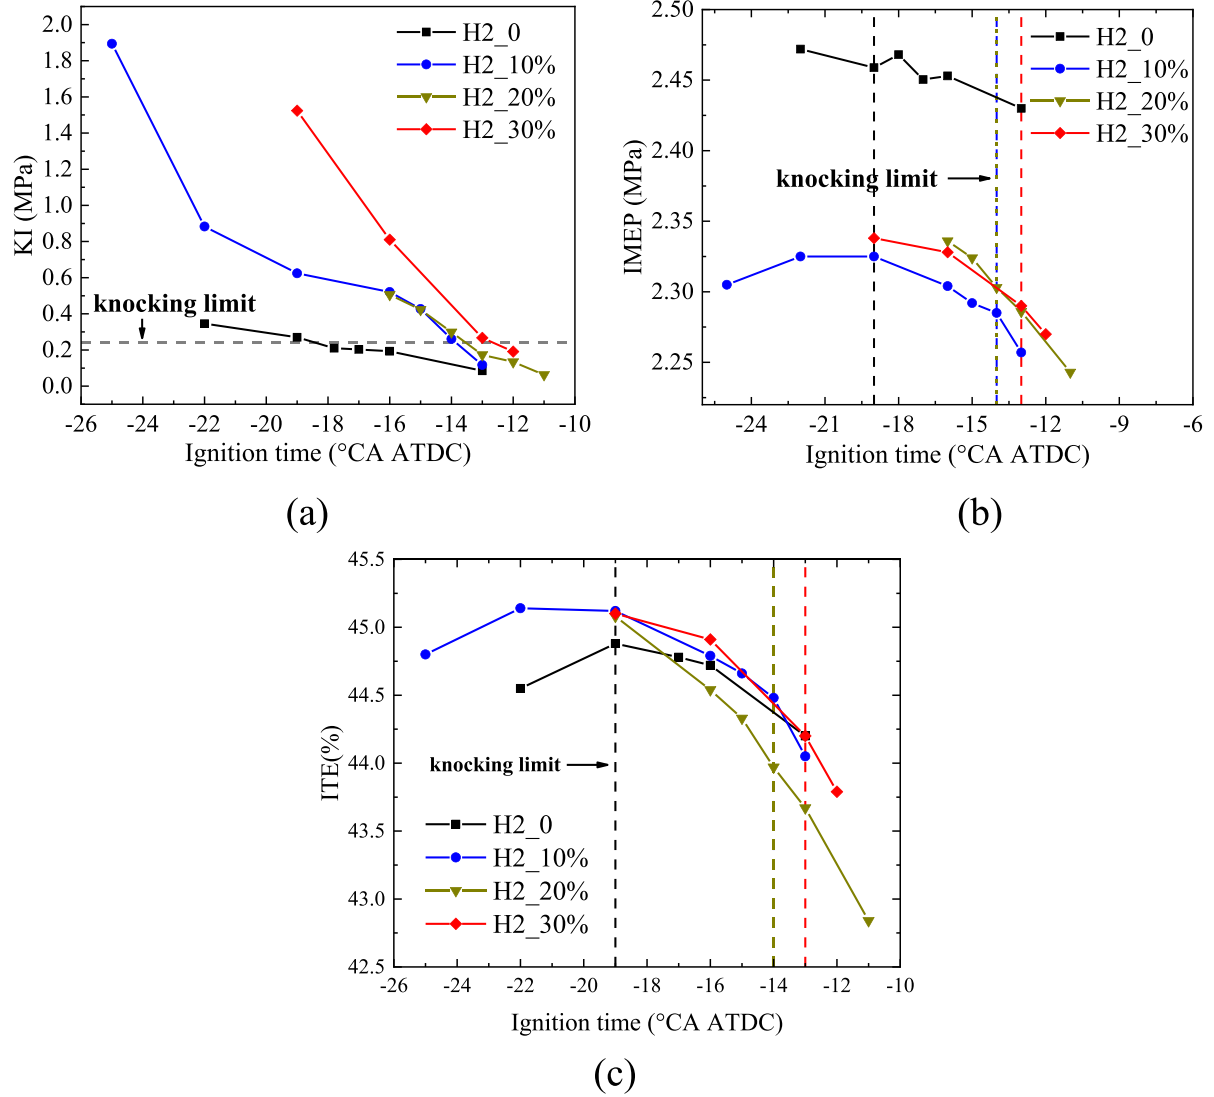 2.0
1.8
1.6
1.4
1.2
1.0
0.8
0.6
0.4
0.2
0.0
KI (MPa)
H2_0
H2_10%
H2_20%
H2_30%
knocking limit
-26 -24 -22 -20 -18 -16 -14 -12 -10
Ignition time (°CA ATDC)
(a)
2.50
2.45
2.40
2.35
2.30
2.25
IMEP (MPa)
H2_0
H2_10%
H2_20%
H2_30%
knocking limit
-24 -21 -18 -15 -12 -9 -6
Ignition time (°CA ATDC)
(b)
45.5
45.0
44.5
44.0
43.5
43.0
42.5
ITE(%)
knocking limit
H2_0
H2_10%
H2_20%
H2_30%
-26 -24 -22 -20 -18 -16 -14 -12 -10
Ignition time (°CA ATDC)
(c)